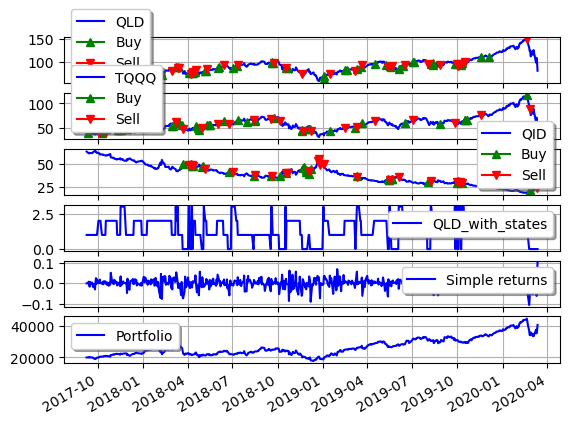 QLD
Buy
Sell
150
100
TQQQ
Buy
Sell
100
50
QID
Buy
Sell
50
25
QLD_with_states
2.5
0.0
Simple returns
0.1
0.0
−0.1
Portfolio
40000
20000
2017-10
2018-01
2018-04
2018-07
2018-10
2019-01
2019-04
2019-07
2019-10
2020-01
2020-04